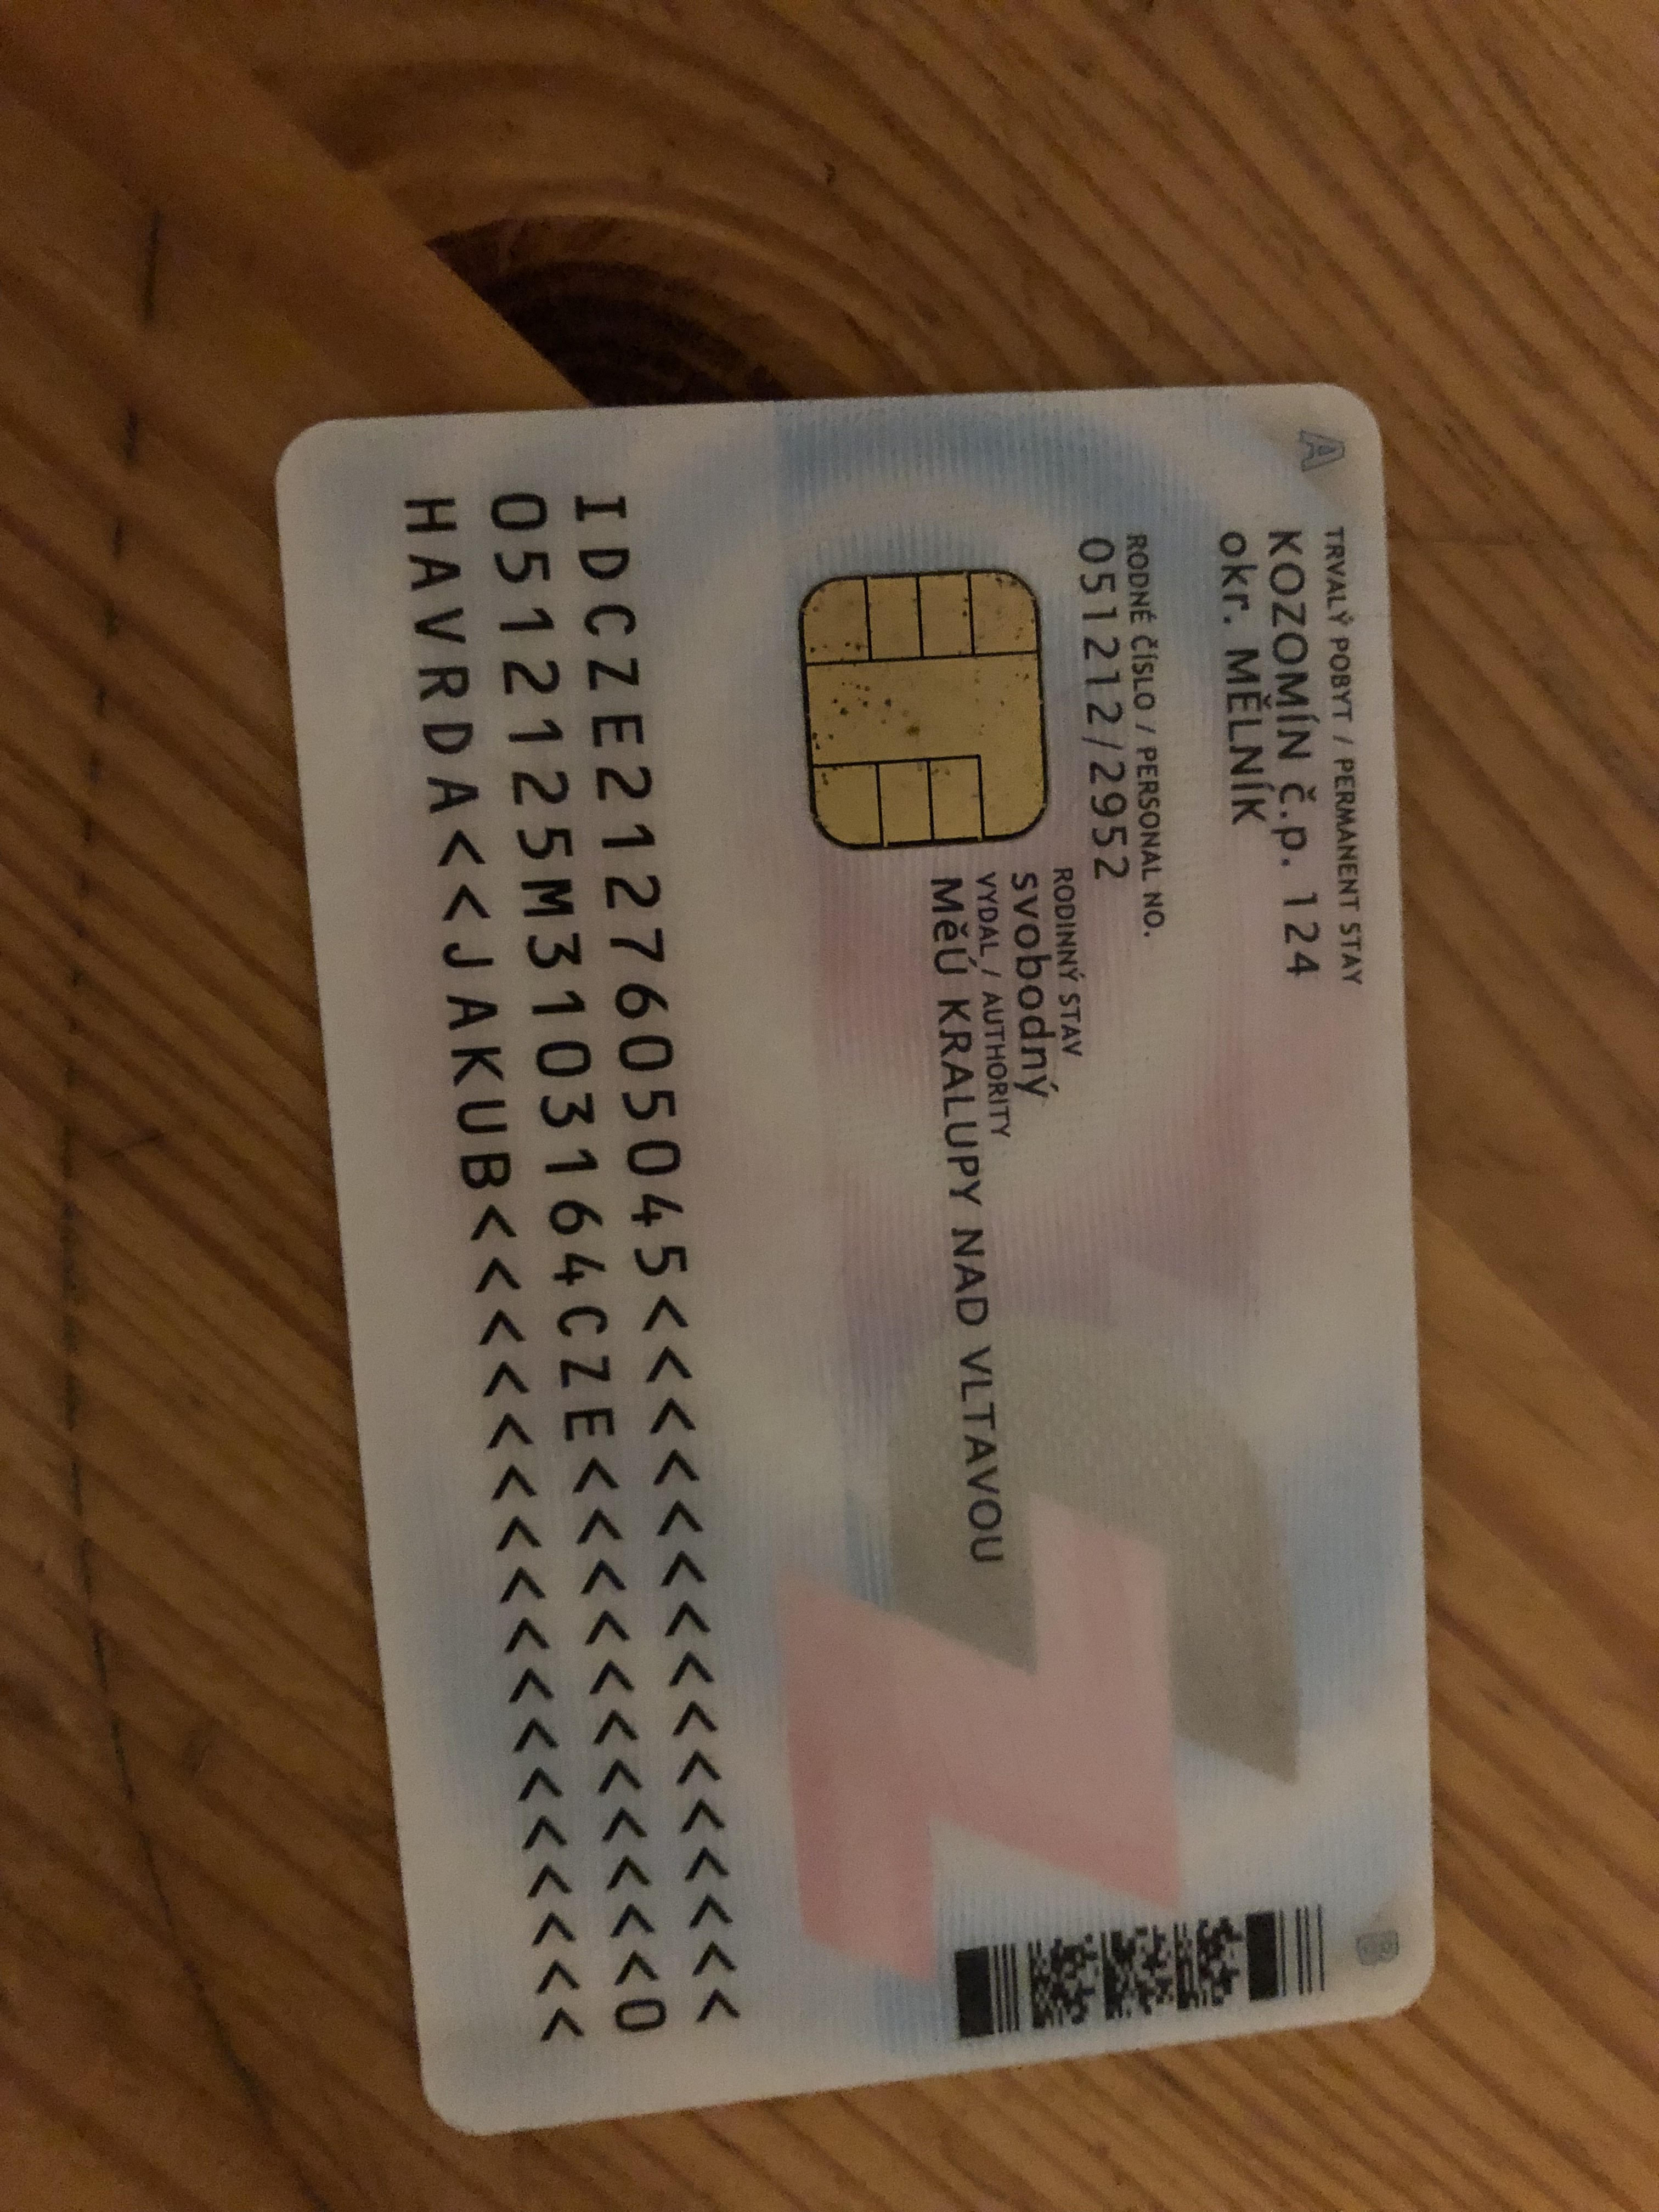 A
B
TRVALÝ POBYT / PERMANENT STAY
KOZOMÍN č.p. 124
okr. MĚLNÍK
RODNÉ ČÍSLO / PERSONAL NO.
051212/2952
RODINNÝ STAV
svobodný
VYDAL / AUTHORITY
MěÚ KRALUPY NAD VLTAVOU
IDCZE2127605045<<<<<<<<<<<<<<<
0512125M3103164CZE<<<<<<<<<<<0
HAVRDA<<JAKUB<<<<<<<<<<<<<<<<<